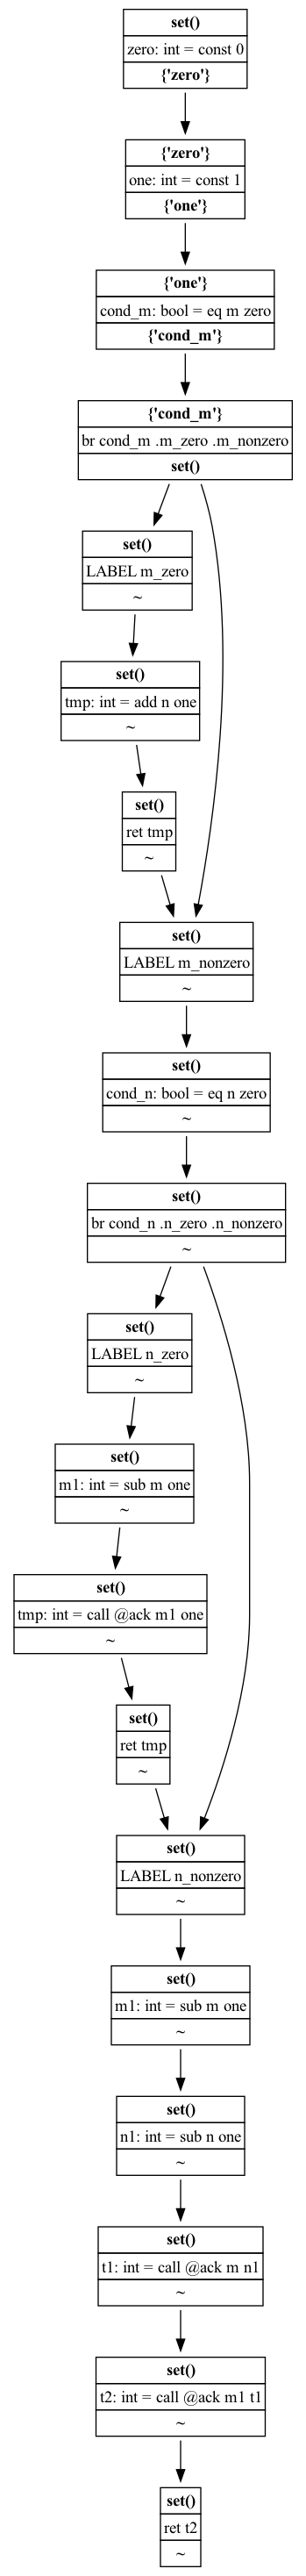 set()
zero: int = const 0
{'zero'}
{'zero'}
one: int = const 1
{'one'}
{'one'}
cond_m: bool = eq m zero
{'cond_m'}
{'cond_m'}
br cond_m .m_zero .m_nonzero
set()
set()
LABEL m_zero
~
set()
tmp: int = add n one
~
set()
ret tmp
~
set()
LABEL m_nonzero
~
set()
cond_n: bool = eq n zero
~
set()
br cond_n .n_zero .n_nonzero
~
set()
LABEL n_zero
~
set()
m1: int = sub m one
~
set()
tmp: int = call @ack m1 one
~
set()
ret tmp
~
set()
LABEL n_nonzero
~
set()
m1: int = sub m one
~
set()
n1: int = sub n one
~
set()
t1: int = call @ack m n1
~
set()
t2: int = call @ack m1 t1
~
set()
ret t2
~